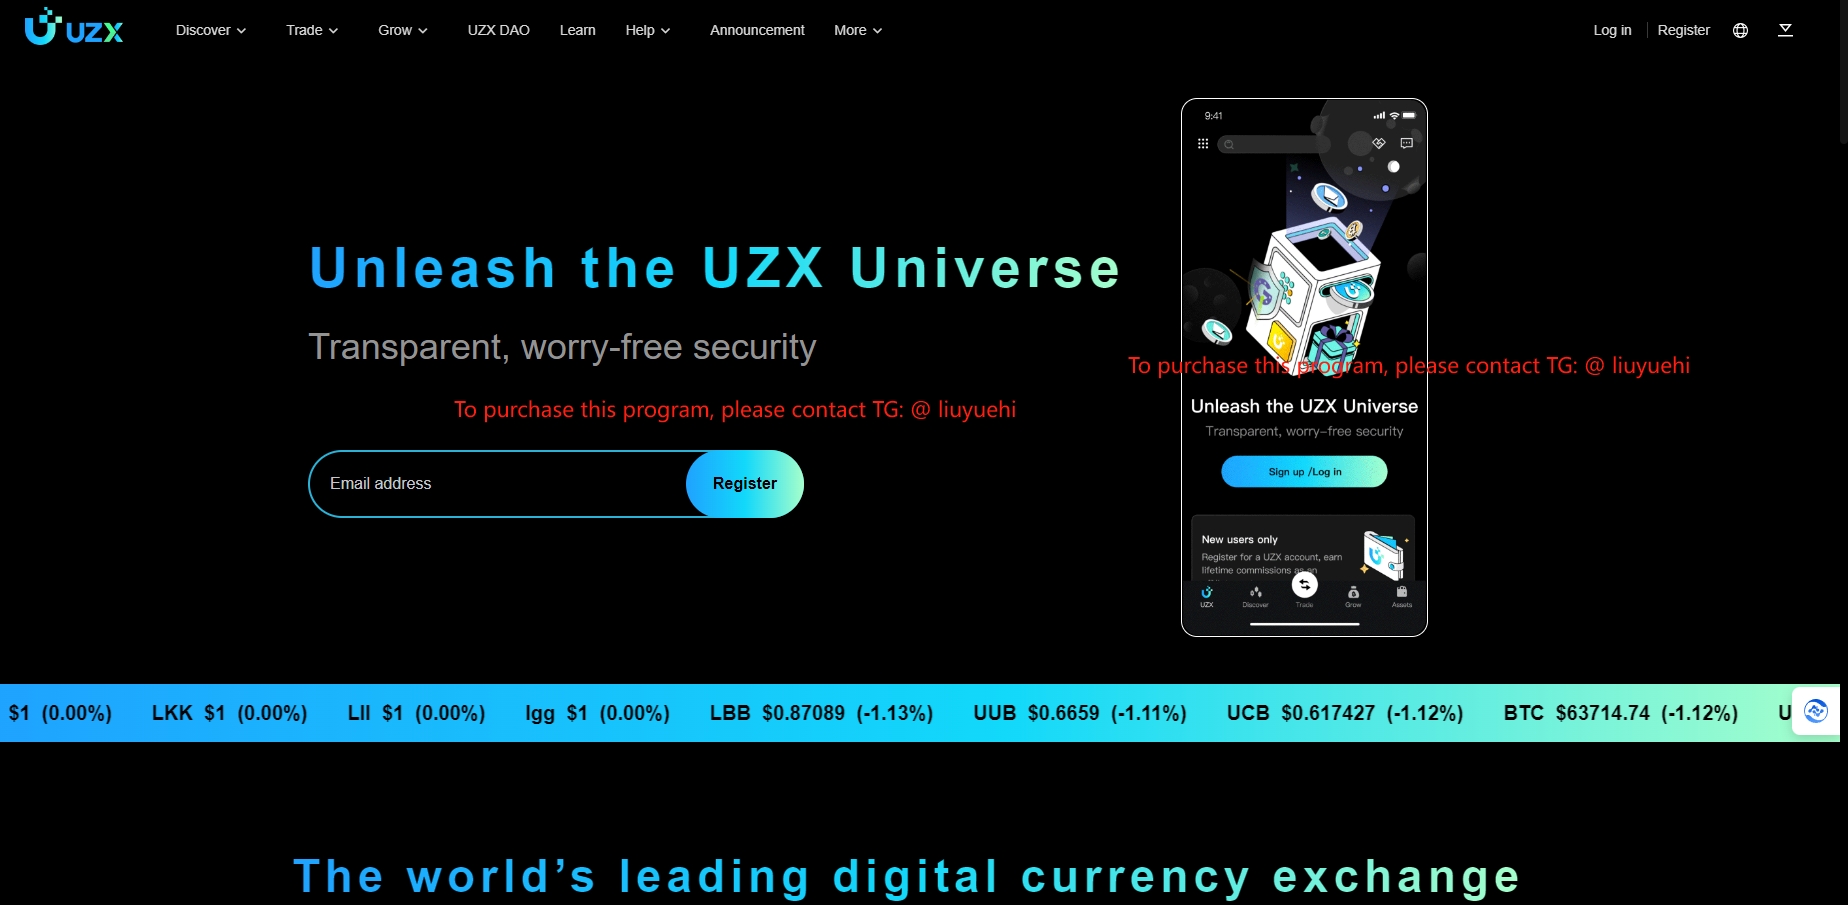 UZX
Discover
Trade
Grow
UZX DAO
Learn
Help
Announcement
More
Log in
Register
Unleash the UZX Universe
Transparent, worry-free security
To purchase this program, please contact TG: @ liuyuehi
Email address
Register
9:41
To purchase this program, please contact TG: @ liuyuehi
Unleash the UZX Universe
Transparent, worry-free security
Sign up /Log in
New users only
Register for a UZX account, earn
lifetime commissions as an
UZX
Discover
Trade
Grow
Assets
$1 (0.00%) LKK $1 (0.00%) LII $1 (0.00%) lgg $1 (0.00%) LBB $0.87089 (-1.13%) UUB $0.6659 (-1.11%) UCB $0.617427 (-1.12%) BTC $63714.74 (-1.12%) U
The world’s leading digital currency exchange